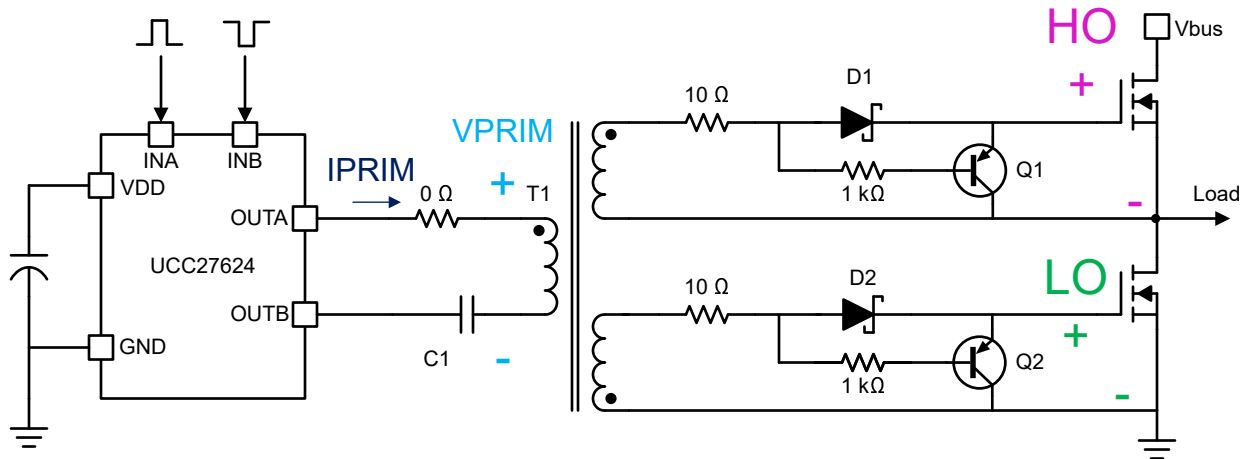 HO
Vbus
+
D1
10 Ω
VPRIM
INA
INB
Q1
1 kΩ
VDD
IPRIM
+
T1
0 Ω
-
Load
OUTA
UCC27624
LO
D2
10 Ω
OUTB
+
GND
C1
-
Q2
1 kΩ
-